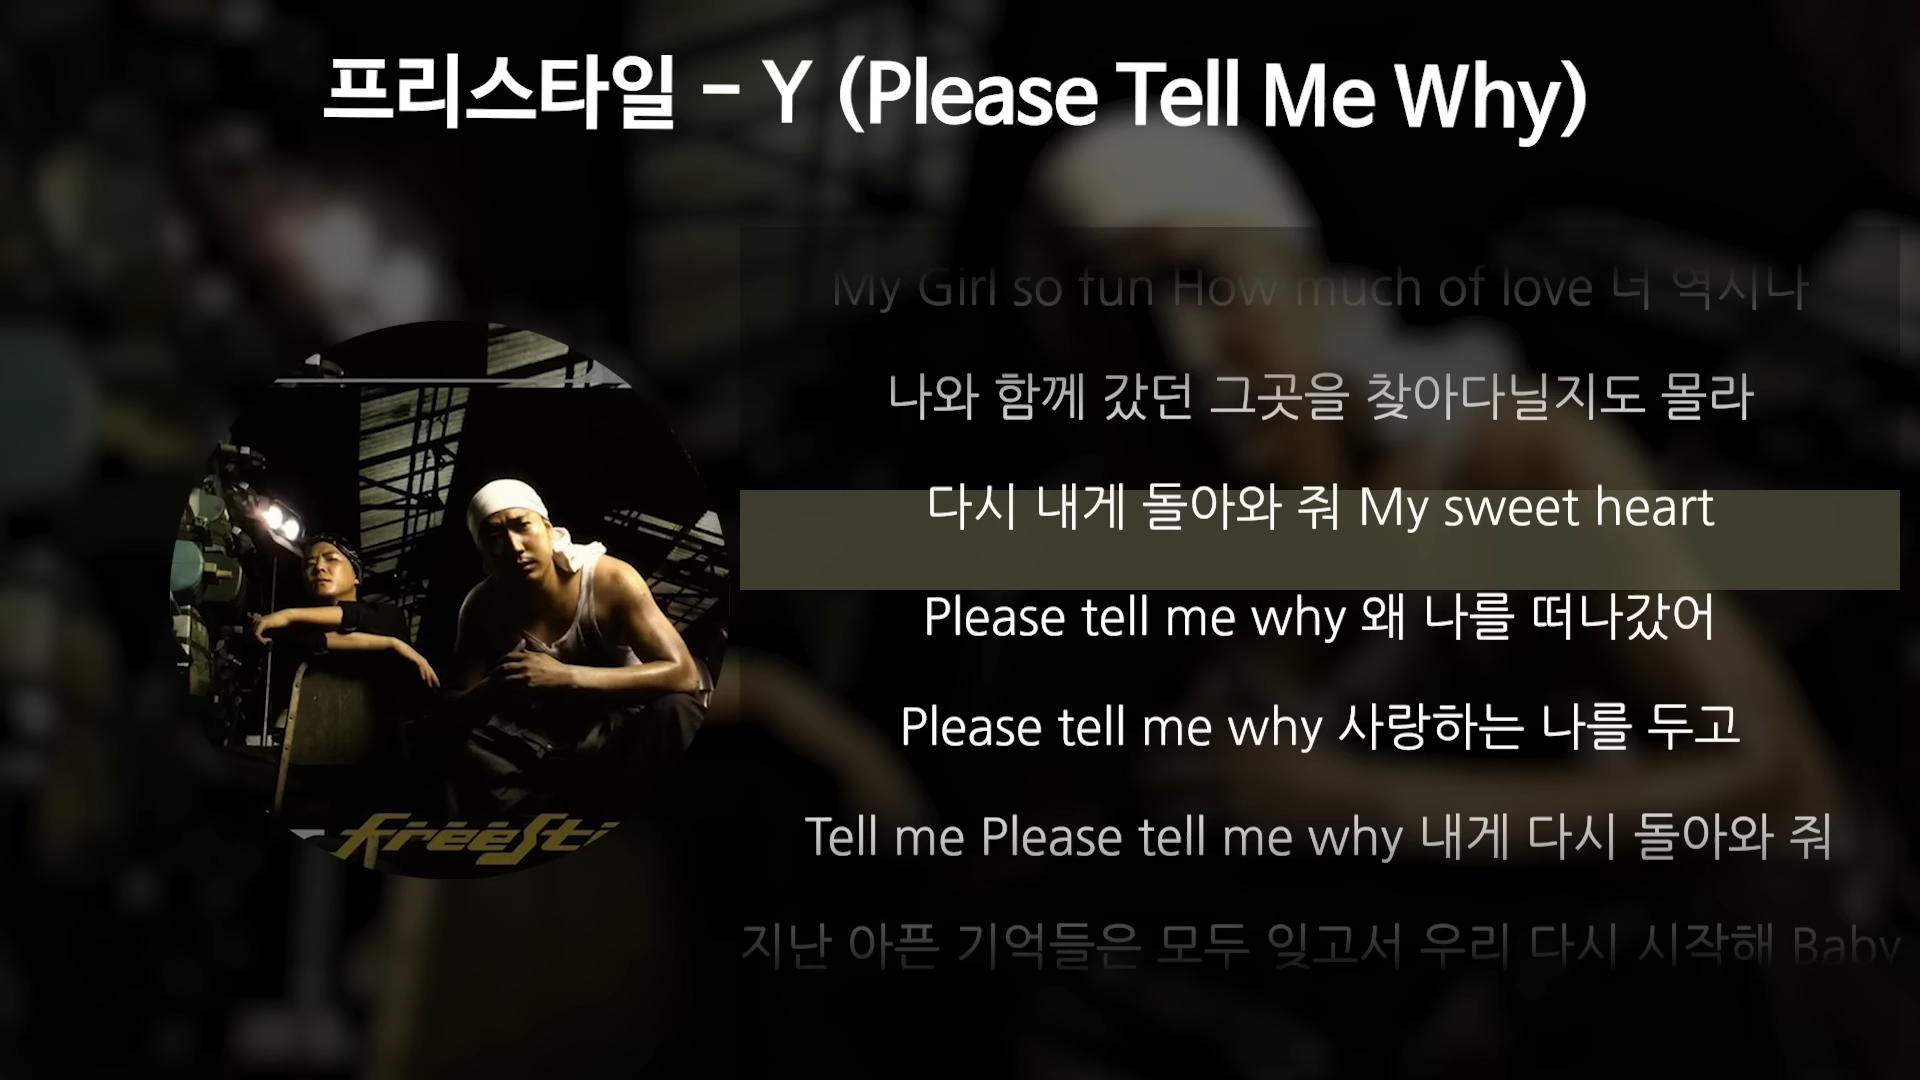 프리스타일 - Y (Please Tell Me Why)
My Girl so fun How much of love 너 역시나
나와 함께 갔던 그곳을 찾아다닐지도 몰라
다시 내게 돌아와 줘 My sweet heart
Please tell me why 왜 나를 떠나갔어
Please tell me why 사랑하는 나를 두고
Tell me Please tell me why 내게 다시 돌아와 줘
지난 아픈 기억들은 모두 잊고서 우리 다시 시작해 Baby
FreeSt